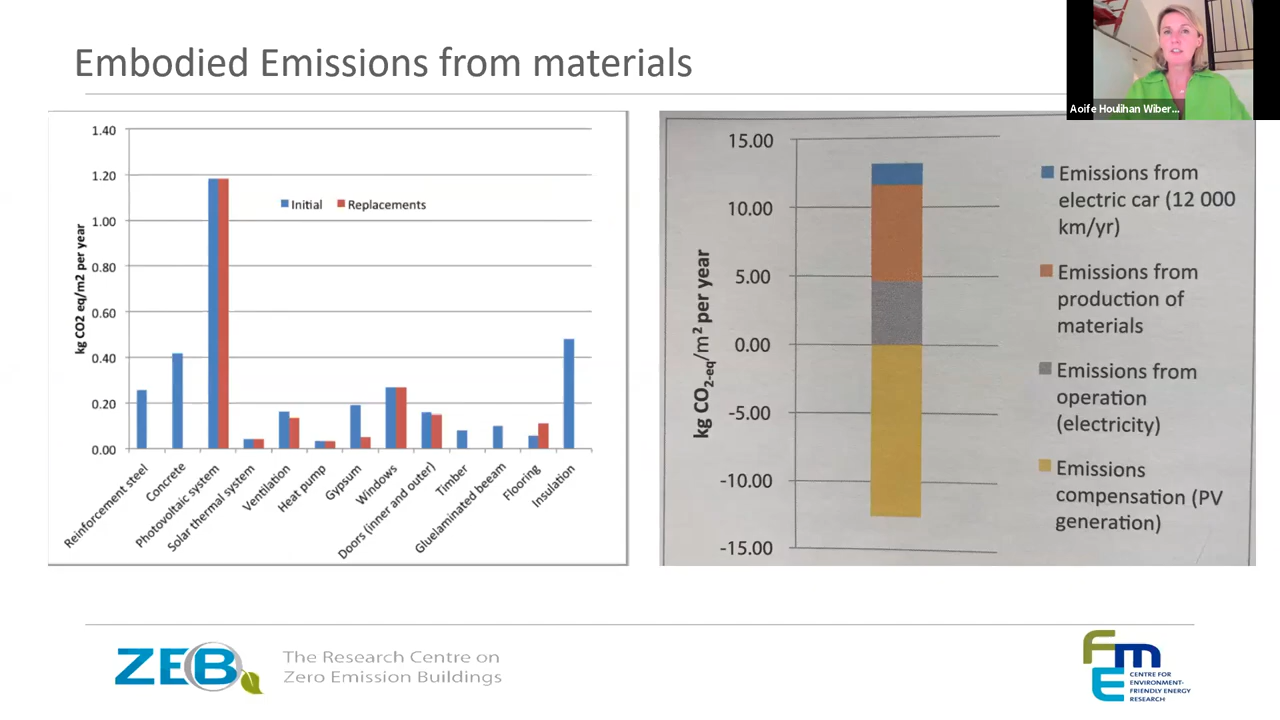 Embodied Emissions from materials
Aoife Houlihan Wiber...
kg CO2 eq/m2 per year
1.40
1.20
1.00
0.80
0.60
0.40
0.20
0.00
Initial
Replacements
Reinforcement steel
Concrete
Photovoltaic system
Solar thermal system
Ventilation
Heat pump
Gypsum
Windows
Doors (inner and outer)
Timber
Gluelaminated beeam
Flooring
Insulation
kg CO2-eq/m² per year
15.00
10.00
5.00
0.00
-5.00
-10.00
-15.00
Emissions from
electric car (12 000
km/yr)
Emissions from
production of
materials
Emissions from
operation
(electricity)
Emissions
compensation (PV
generation)
ZEB
The Research Centre on
Zero Emission Buildings
FME
CENTRE FOR
ENVIRONMENT-
FRIENDLY ENERGY
RESEARCH